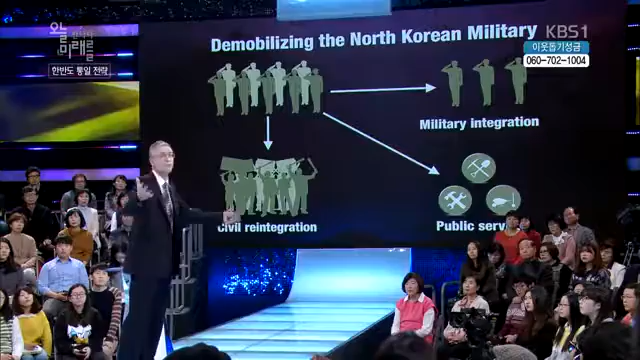 오늘
미래를
한반도 통일 전략
Demobilizing the North Korean Military
KBS1
이웃돕기성금
060-702-1004
Military integration
Civil reintegration
Public serv